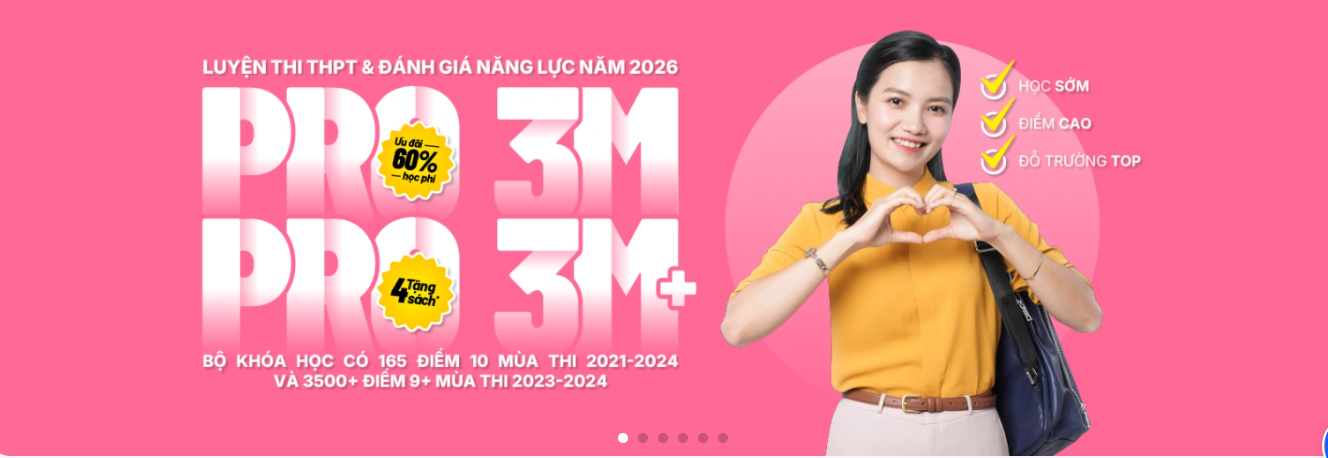 LUYỆN THI THPT & ĐÁNH GIÁ NĂNG LỰC NĂM 2026
PRO 3M
Ưu đãi
60%
học phí
PRO 3M+
4 Tặng
sách*
BỘ KHÓA HỌC CÓ 165 ĐIỂM 10 MÙA THI 2021-2024
VÀ 3500+ ĐIỂM 9+ MÙA THI 2023-2024
HỌC SỚM
ĐIỂM CAO
ĐỖ TRƯỜNG TOP